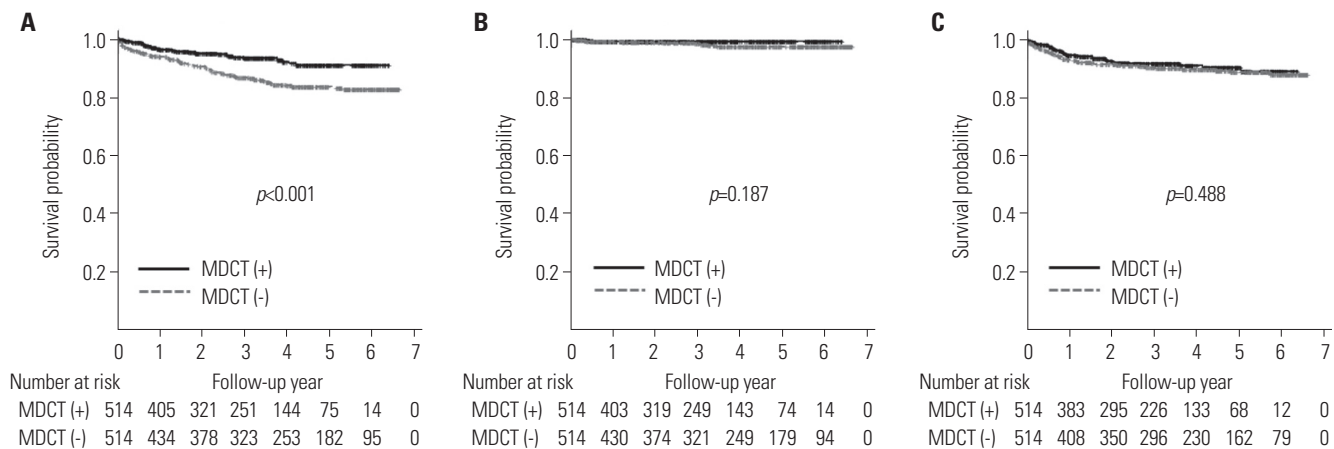 A
1.0
0.8
0.6
0.4
0.2
Survival probability
p<0.001
MDCT (+)
MDCT (-)
0 1 2 3 4 5 6 7
Number at risk Follow-up year
MDCT (+) 514 405 321 251 144 75 14 0
MDCT (-) 514 434 378 323 253 182 95 0
B
1.0
0.8
0.6
0.4
0.2
Survival probability
p=0.187
MDCT (+)
MDCT (-)
0 1 2 3 4 5 6 7
Number at risk Follow-up year
MDCT (+) 514 403 319 249 143 74 14 0
MDCT (-) 514 430 374 321 249 179 94 0
C
1.0
0.8
0.6
0.4
0.2
Survival probability
p=0.488
MDCT (+)
MDCT (-)
0 1 2 3 4 5 6 7
Number at risk Follow-up year
MDCT (+) 514 383 295 226 133 68 12 0
MDCT (-) 514 408 350 296 230 162 79 0